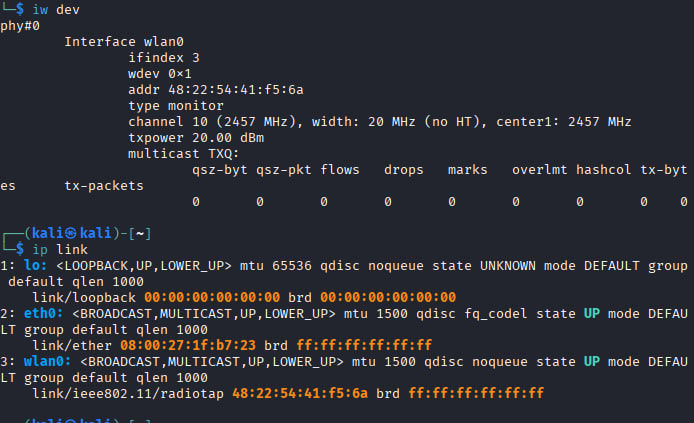 └─$ iw dev
phy#0
        Interface wlan0
                ifindex 3
                wdev 0×1
                addr 48:22:54:41:f5:6a
                type monitor
                channel 10 (2457 MHz), width: 20 MHz (no HT), center1: 2457 MHz
                txpower 20.00 dBm
                multicast TXQ:
                        qsz-byt qsz-pkt flows   drops   marks   overlmt hashcol tx-byt
es      tx-packets
                        0       0       0       0       0       0       0     0
┌──(kali㉿kali)-[~]
└─$ ip link
1: lo: <LOOPBACK,UP,LOWER_UP> mtu 65536 qdisc noqueue state UNKNOWN mode DEFAULT group
 default qlen 1000
    link/loopback 00:00:00:00:00:00 brd 00:00:00:00:00:00
2: eth0: <BROADCAST,MULTICAST,UP,LOWER_UP> mtu 1500 qdisc fq_codel state UP mode DEFAU
LT group default qlen 1000
    link/ether 08:00:27:1f:b7:23 brd ff:ff:ff:ff:ff:ff
3: wlan0: <BROADCAST,MULTICAST,UP,LOWER_UP> mtu 1500 qdisc noqueue state UP mode DEFAU
LT group default qlen 1000
    link/ieee802.11/radiotap 48:22:54:41:f5:6a brd ff:ff:ff:ff:ff:ff